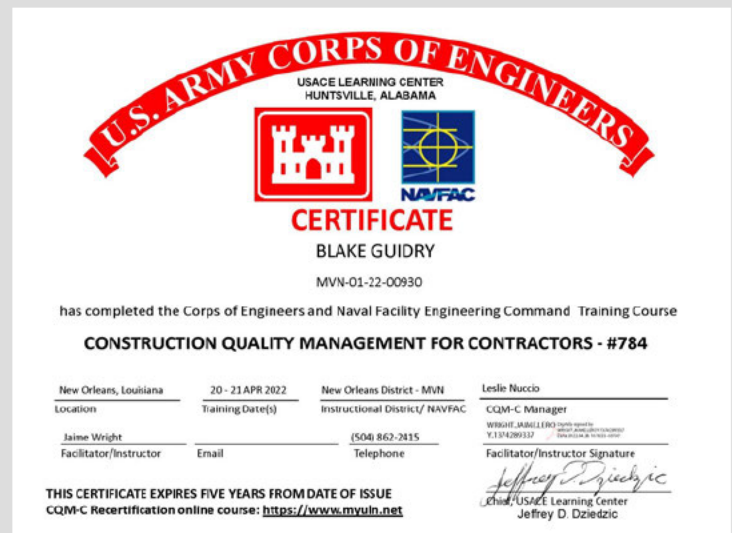 U.S. ARMY CORPS OF ENGINEERS
USACE LEARNING CENTER
HUNTSVILLE, ALABAMA
NAVFAC
CERTIFICATE
BLAKE GUIDRY
MVN-01-22-00930
has completed the Corps of Engineers and Naval Facility Engineering Command Training Course
CONSTRUCTION QUALITY MANAGEMENT FOR CONTRACTORS - #784
New Orleans, Louisiana 20 - 21 APR 2022 New Orleans District - MVN Leslie Nuccio
Location Training Date(s) Instructional District/ NAVFAC CQM-C Manager
Jaime Wright (504) 862-2415
Facilitator/Instructor Email Telephone Facilitator/Instructor Signature
Jeffrey D. Dziedzic
THIS CERTIFICATE EXPIRES FIVE YEARS FROM DATE OF ISSUE
CQM-C Recertification online course: https://www.myuln.net
Chief, USACE Learning Center
Jeffrey D. Dziedzic